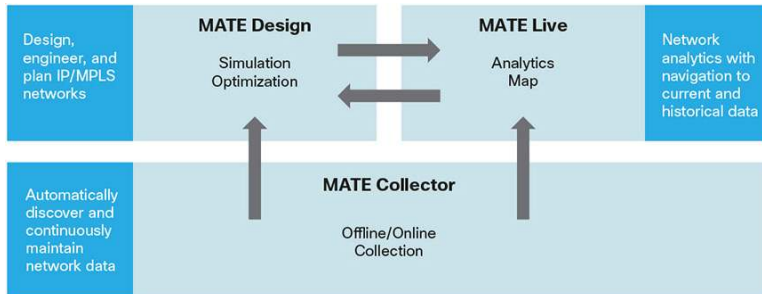 Design,
engineer, and
plan IP/MPLS
networks
MATE Design
Simulation
Optimization
MATE Live
Analytics
Map
Network
analytics with
navigation to
current and
historical data
Automatically
discover and
continuously
maintain
network data
MATE Collector
Offline/Online
Collection